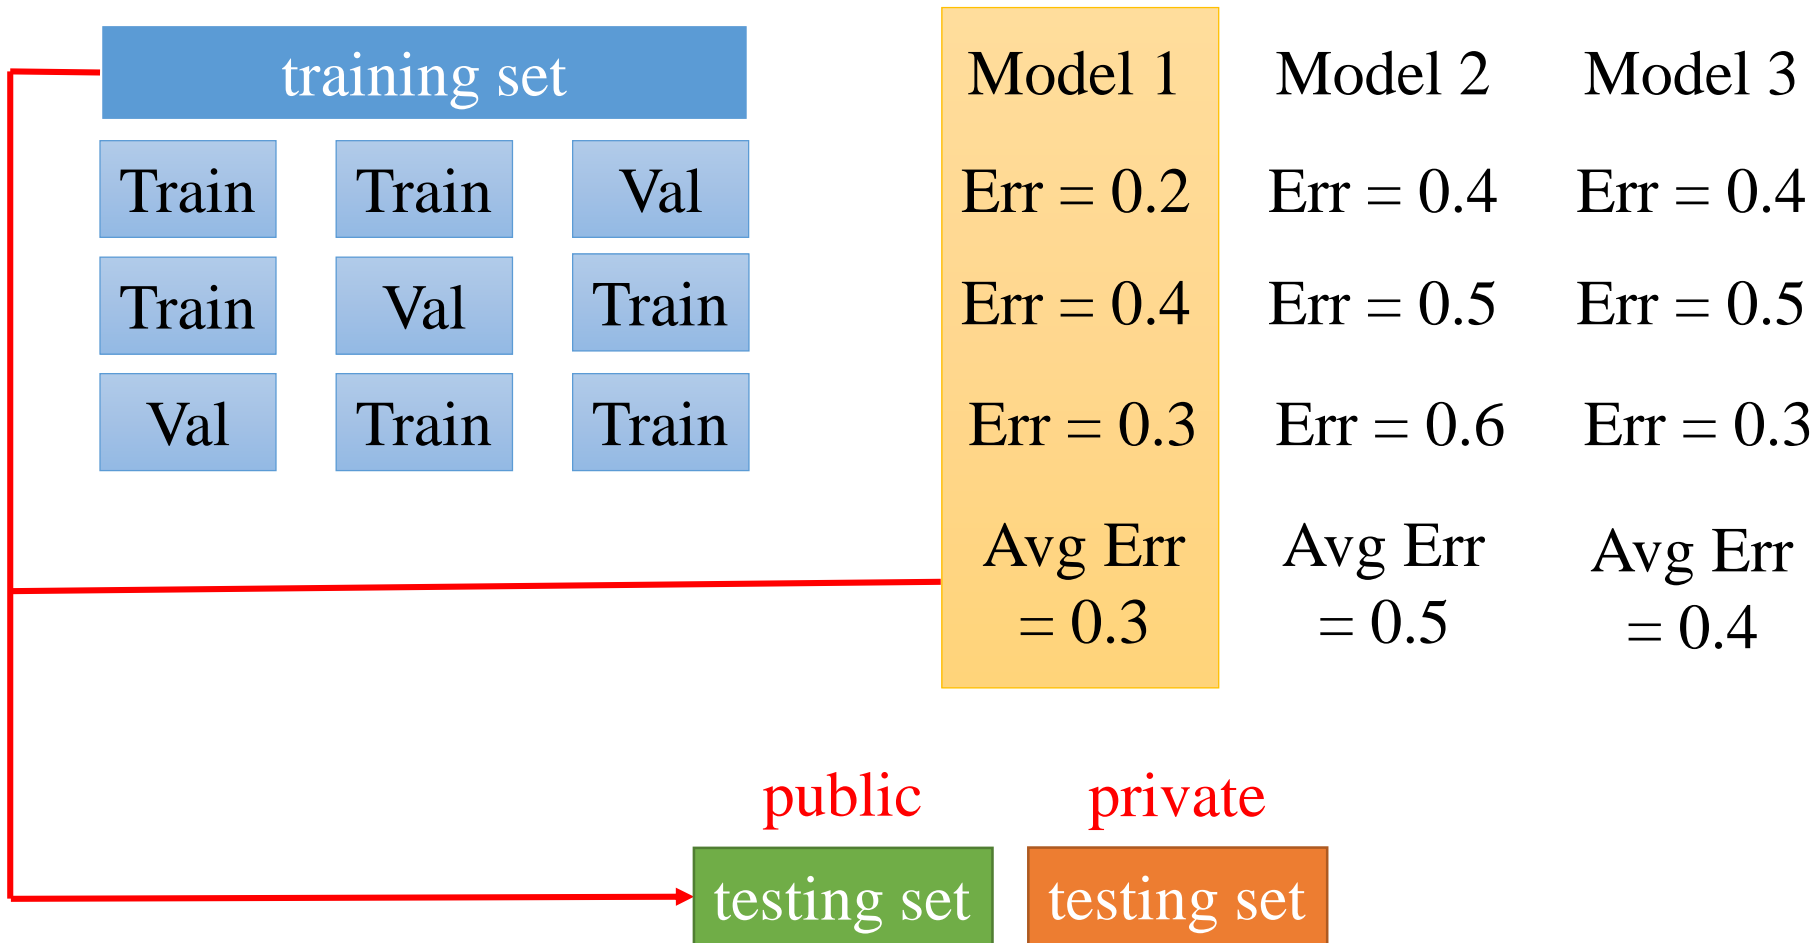 training set Model 1 Model 2 Model 3
Train Train Val Err = 0.2 Err = 0.4 Err = 0.4
Train Val Train Err = 0.4 Err = 0.5 Err = 0.5
Val Train Train Err = 0.3 Err = 0.6 Err = 0.3
Avg Err Avg Err Avg Err
= 0.3 = 0.5 = 0.4
public private
testing set testing set